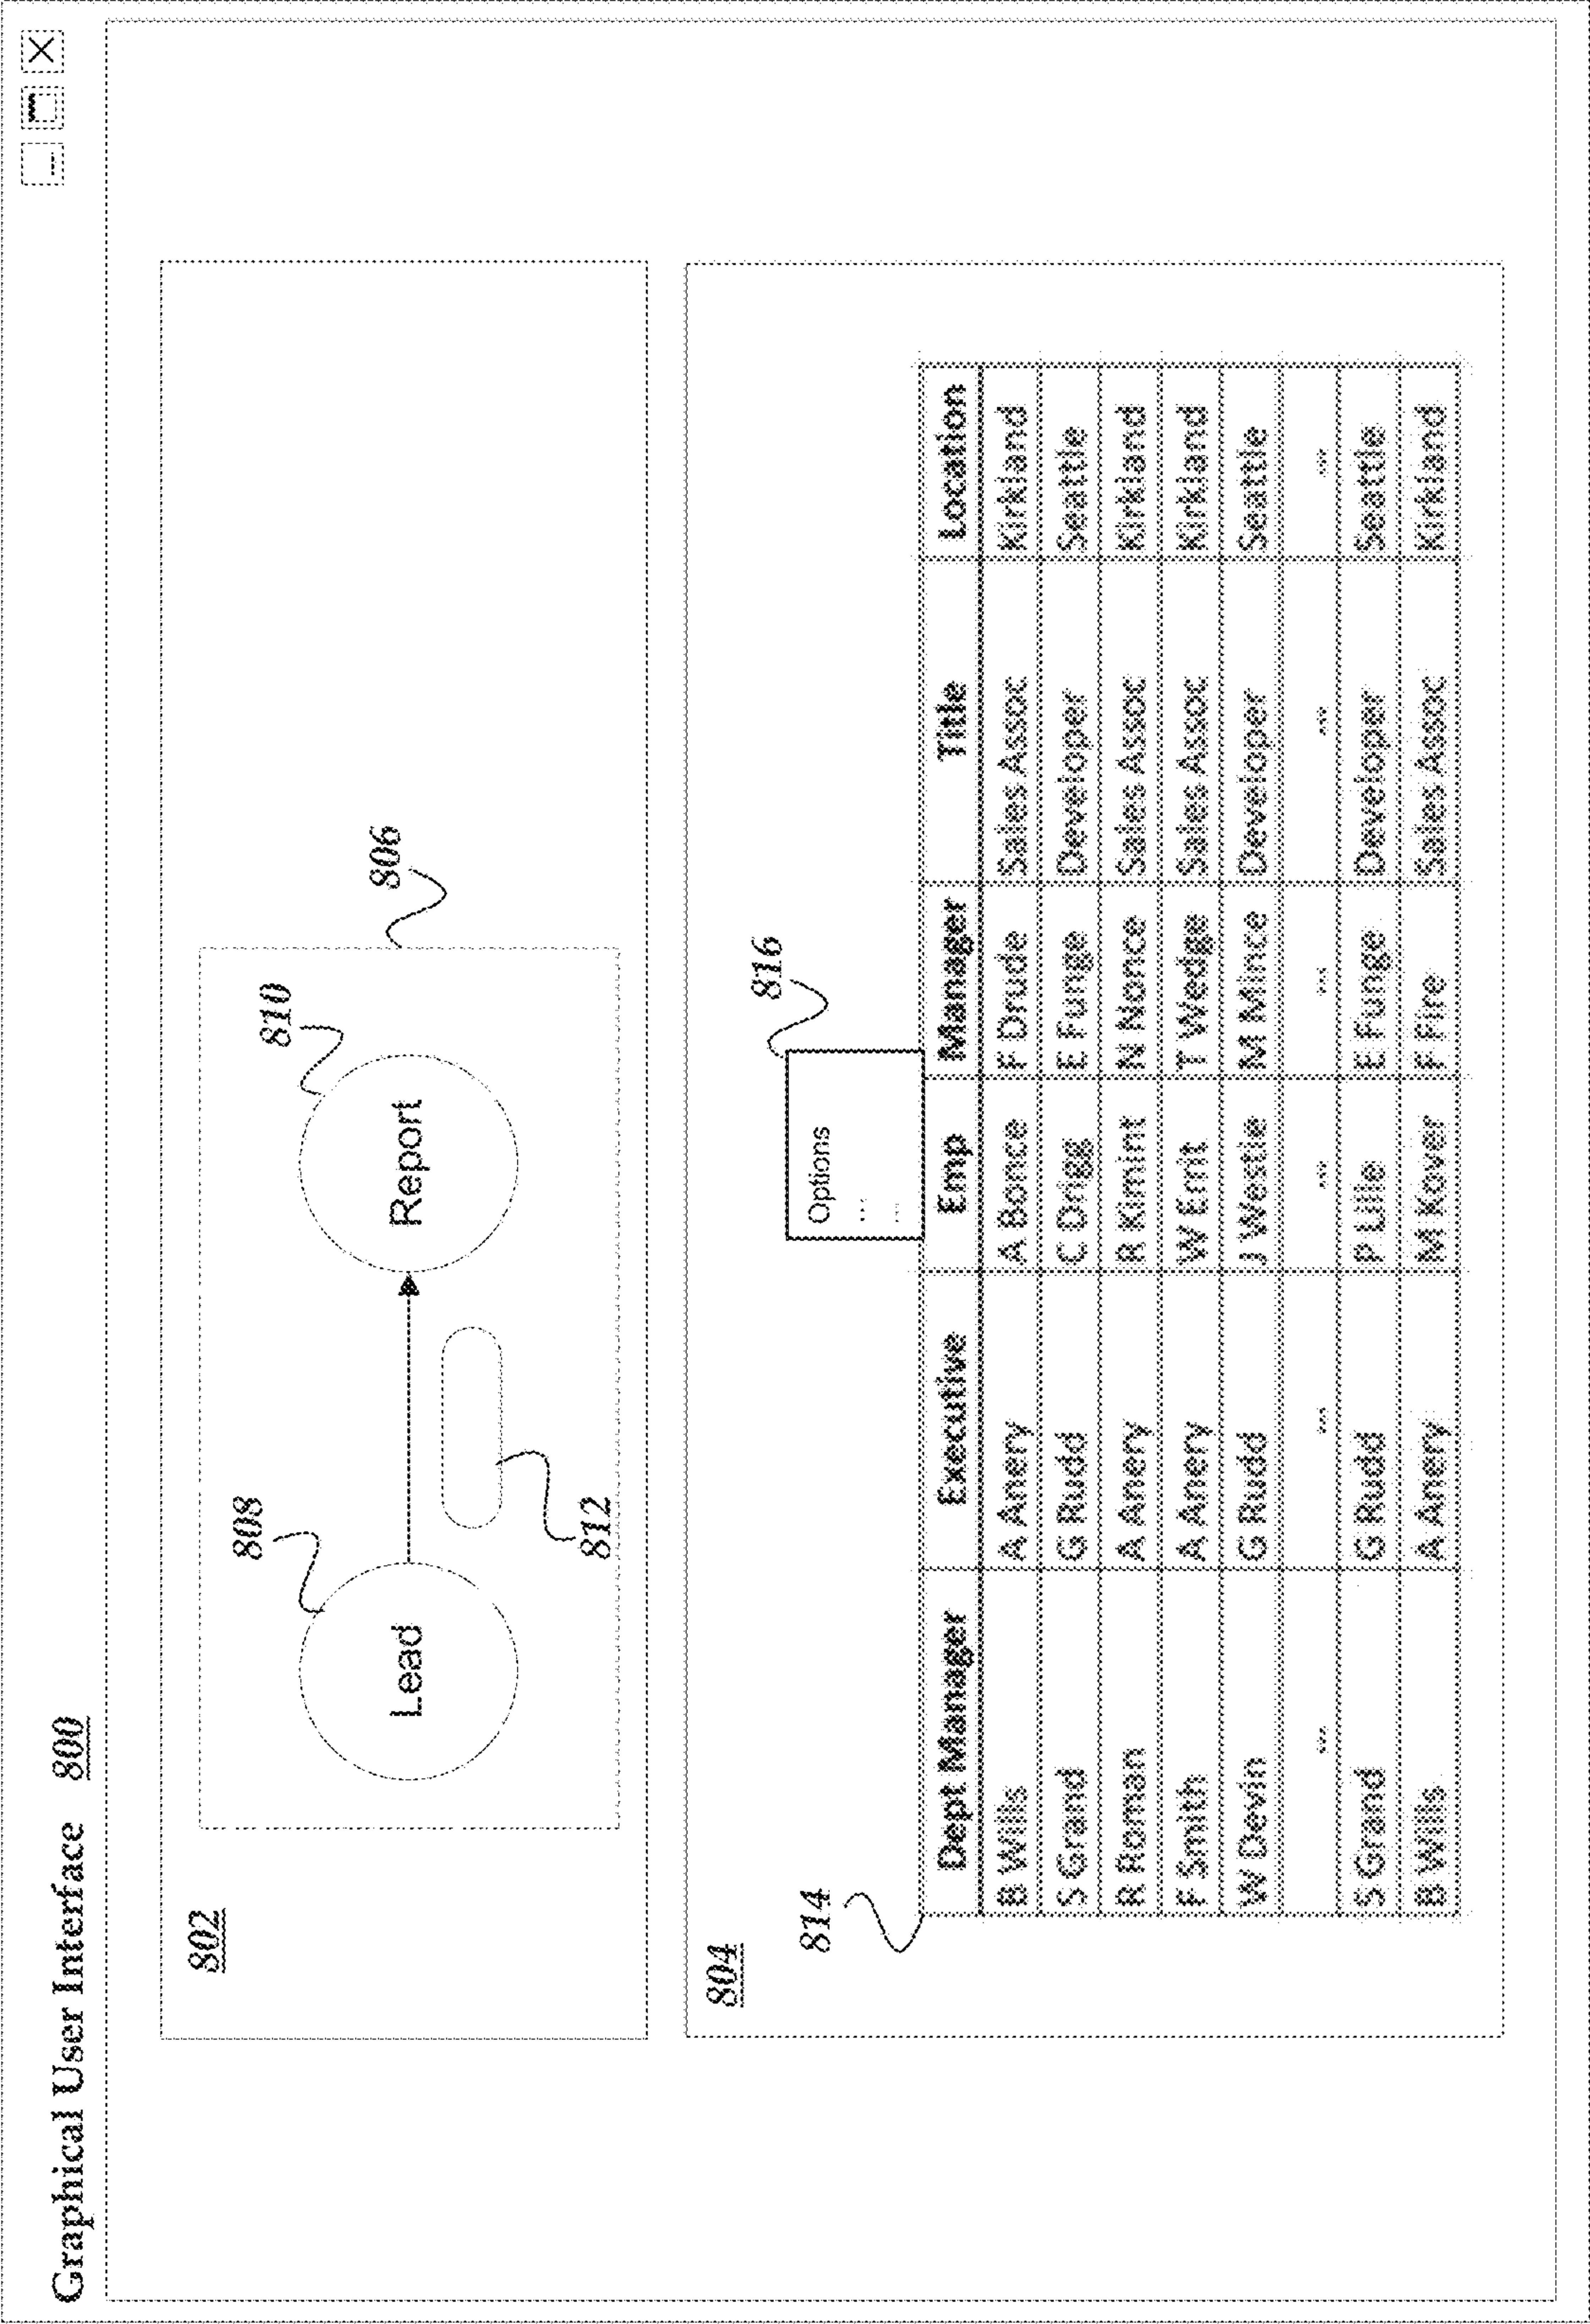 Graphical User Interface 800
802
806
808
810
Lead
Report
812
804
816
814
Options
...
...
Dept Manager Executive Emp Manager Title Location
B Wills A Anery A Bonce F Drude Sales Assoc Kirkland
S Grand G Rudd C Drigg E Funge Developer Seattle
R Roman A Anery R Kimint N Nonce Sales Assoc Kirkland
F Smith A Anery W Errit T Wedge Sales Assoc Kirkland
W Devin G Rudd J Westie M Mince Developer Seattle
... ... ... ... ... ...
S Grand G Rudd P Lille E Funge Developer Seattle
B Wills A Anery M Kover F Fire Sales Assoc Kirkland